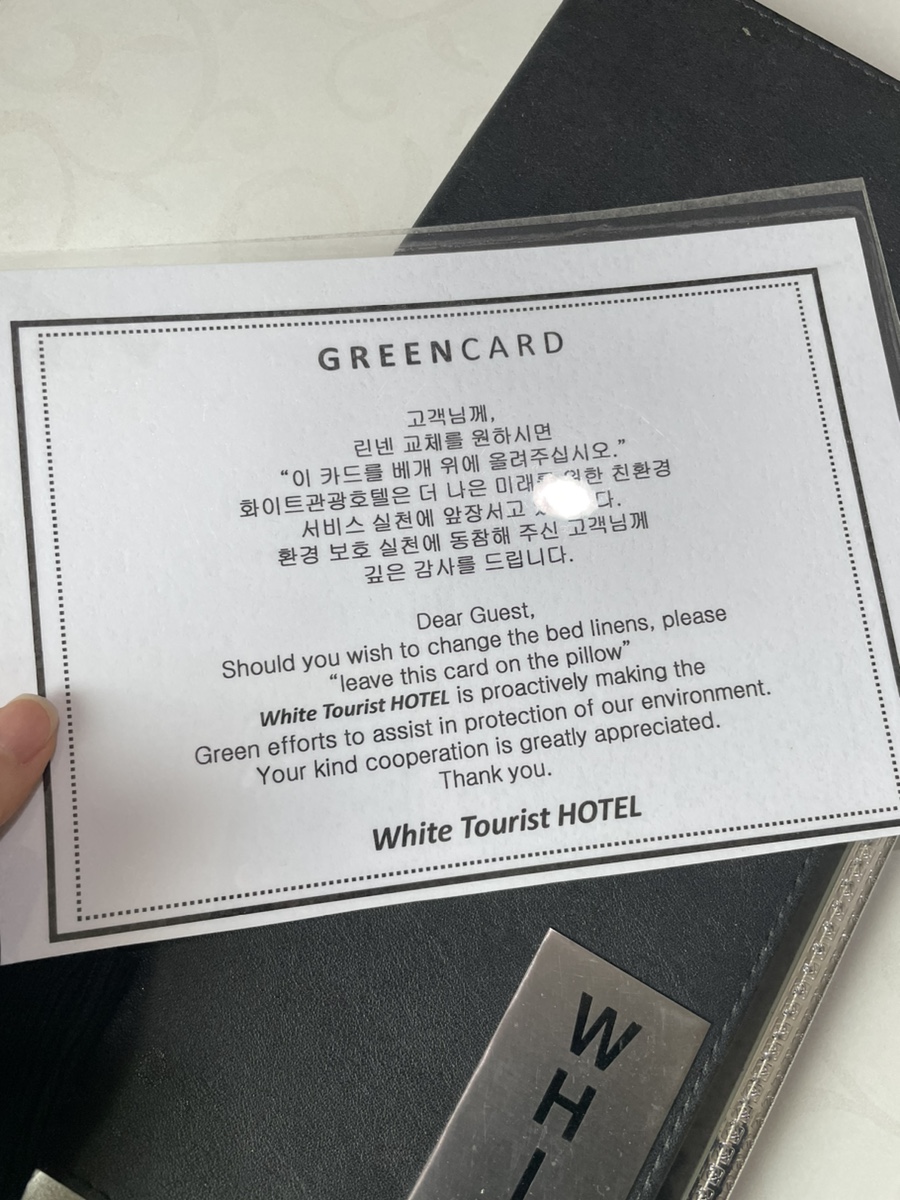 GREENCARD
고객님께,
린넨 교체를 원하시면
“이 카드를 베개 위에 올려주십시오.”
화이트관광호텔은 더 나은 미래를 위한 친환경
서비스 실천에 앞장서고
환경 보호 실천에 동참해 주신 고객님께
깊은 감사를 드립니다.
Dear Guest,
Should you wish to change the bed linens, please
“leave this card on the pillow”
White Tourist HOTEL is proactively making the
Green efforts to assist in protection of our environment.
Your kind cooperation is greatly appreciated.
Thank you.
White Tourist HOTEL
WHI